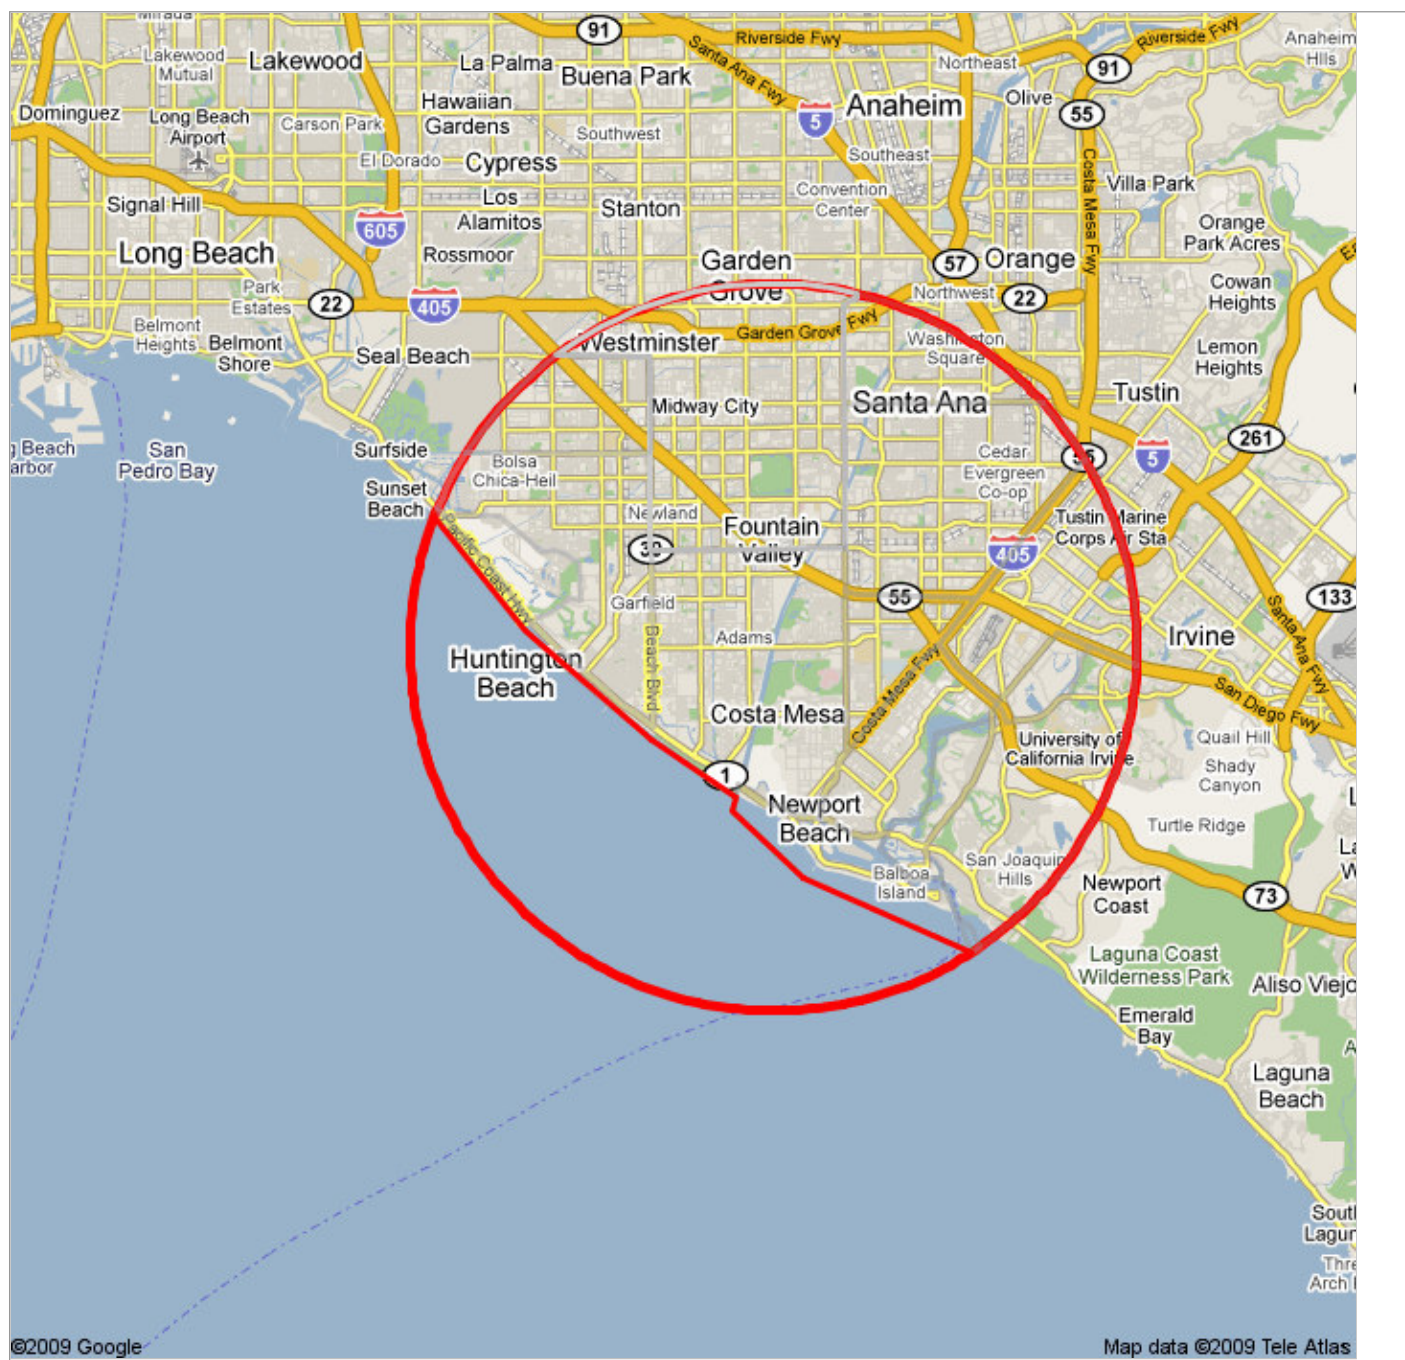 Lakewood
Mutual
Lakewood
La Palma
Buena Park
91
Riverside Fwy
Santa Ana Fwy
Northeast
Riverside Fwy
91
Anaheim
Dominguez
Long Beach
Airport
Carson Park
Hawaiian
Gardens
Southwest
5
Anaheim
Olive
55
Costa Mesa Fwy
El Dorado
Cypress
Southeast
Signal Hill
Los
Alamitos
Stanton
Convention
Center
Villa Park
605
Long Beach
Rossmoor
Garden
Grove
57
Orange
Orange
Park Acres
Park
Estates
22
405
Northwest
22
Cowan
Heights
Belmont
Heights
Belmont
Shore
Seal Beach
Westminster
Garden Grove Fwy
Washington
Square
Lemon
Heights
Midway City
Santa Ana
Tustin
San
Pedro Bay
Surfside
Bolsa
Chica-Heil
Cedar
Evergreen
Co-op
55
5
261
Sunset
Beach
Pacific Coast Hwy
Newland
Fountain
Valley
39
Tustin Marine
Corps Air Sta
405
Garfield
55
133
Santa Ana Fwy
Beach Blvd
Adams
Irvine
Huntington
Beach
Costa Mesa Fwy
San Diego Fwy
Costa Mesa
University of
California Irvine
Quail Hill
Shady
Canyon
1
Newport
Beach
Turtle Ridge
Balboa
Island
San Joaquin
Hills
Newport
Coast
73
Laguna Coast
Wilderness Park
Aliso Viejo
Emerald
Bay
Laguna
Beach
©2009 Google
Map data ©2009 Tele Atlas